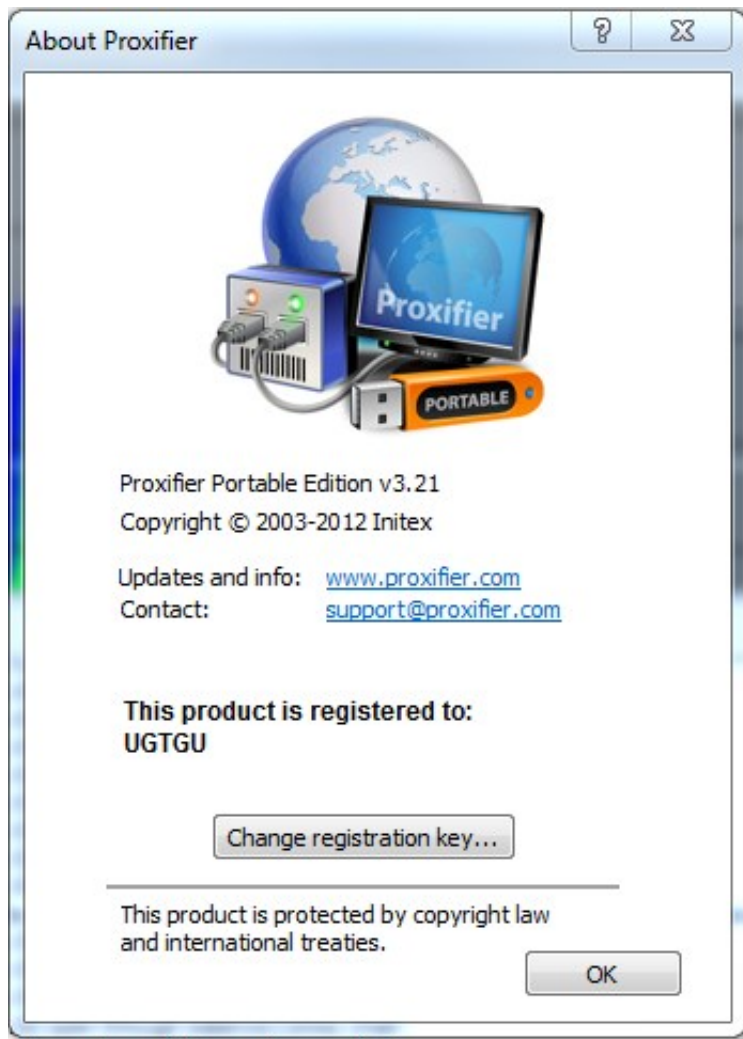 About Proxifier
Proxifier
PORTABLE
Proxifier Portable Edition v3.21
Copyright © 2003-2012 Initex
Updates and info: www.proxifier.com
Contact: support@proxifier.com
This product is registered to:
UGTGU
Change registration key...
This product is protected by copyright law
and international treaties.
OK